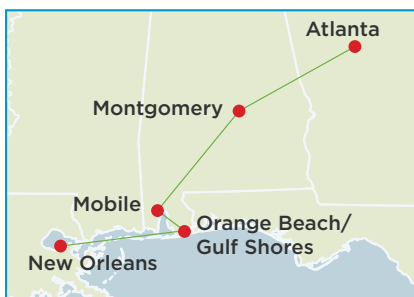 Atlanta
Montgomery
Mobile
Orange Beach/
Gulf Shores
New Orleans